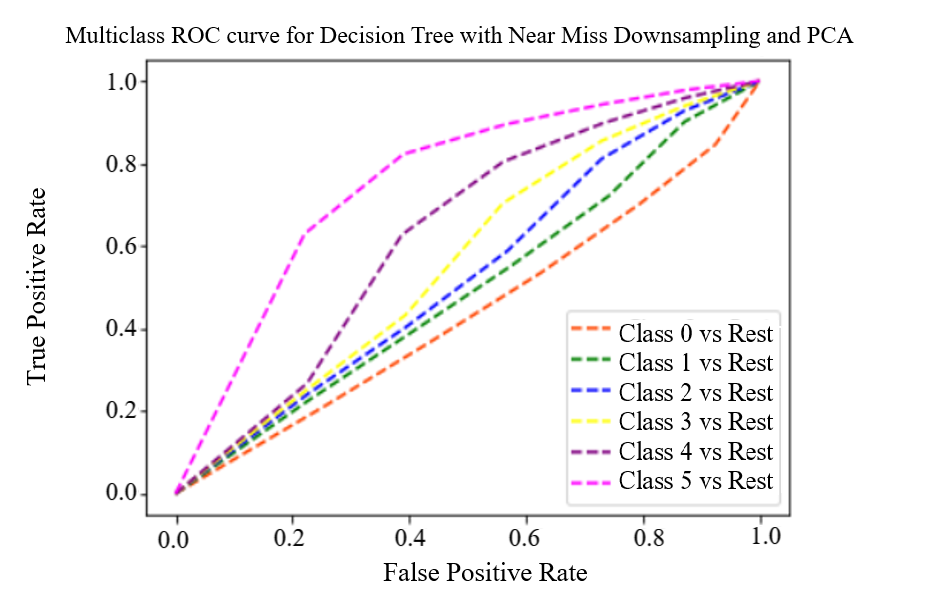 Multiclass ROC curve for Decision Tree with Near Miss Downsampling and PCA
True Positive Rate
1.0
0.8
0.6
0.4
0.2
0.0
Class 0 vs Rest
Class 1 vs Rest
Class 2 vs Rest
Class 3 vs Rest
Class 4 vs Rest
Class 5 vs Rest
0.0 0.2 0.4 0.6 0.8 1.0
False Positive Rate